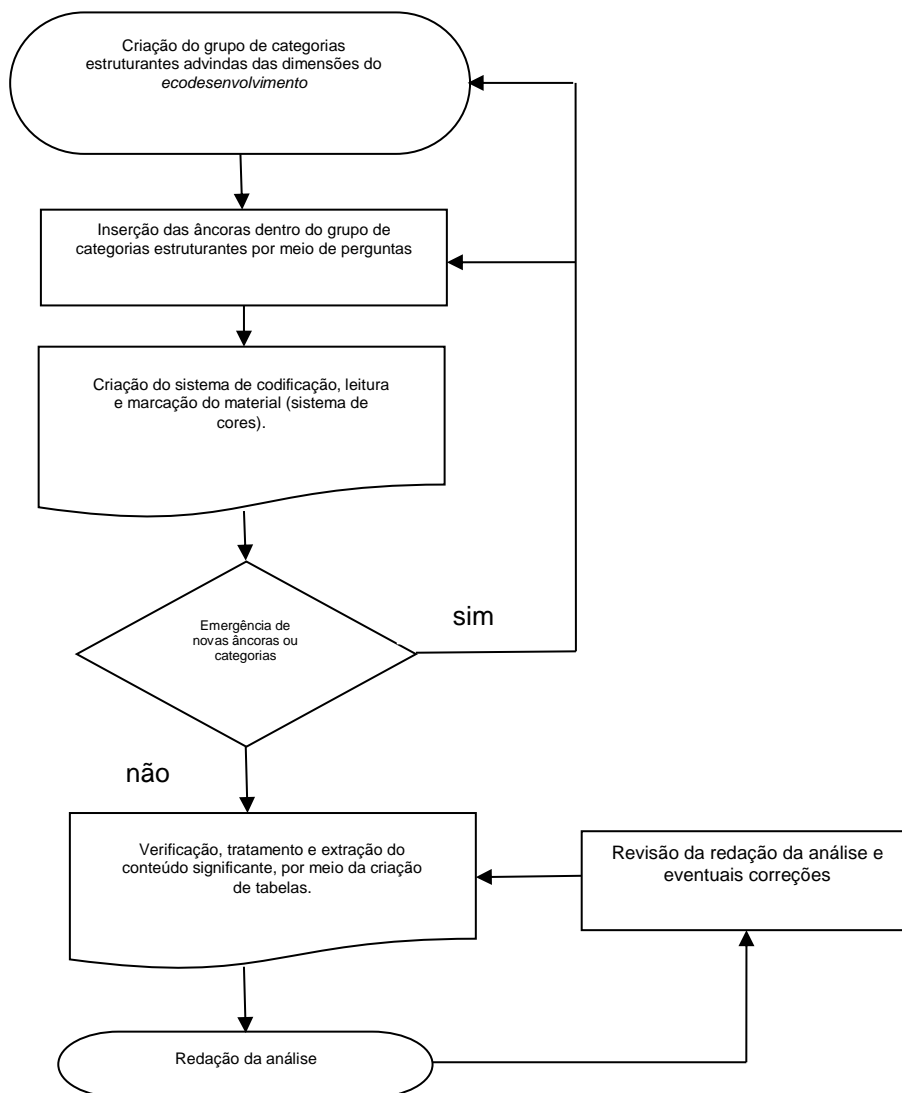 Criação do grupo de categorias
estruturantes advindas das dimensões do
ecodesenvolvimento
Inserção das âncoras dentro do grupo de
categorias estruturantes por meio de perguntas
Criação do sistema de codificação, leitura
e marcação do material (sistema de
cores).
Emergência de
novas âncoras ou
categorias
sim
não
Verificação, tratamento e extração do
conteúdo significante, por meio da criação
de tabelas.
Revisão da redação da análise e
eventuais correções
Redação da análise